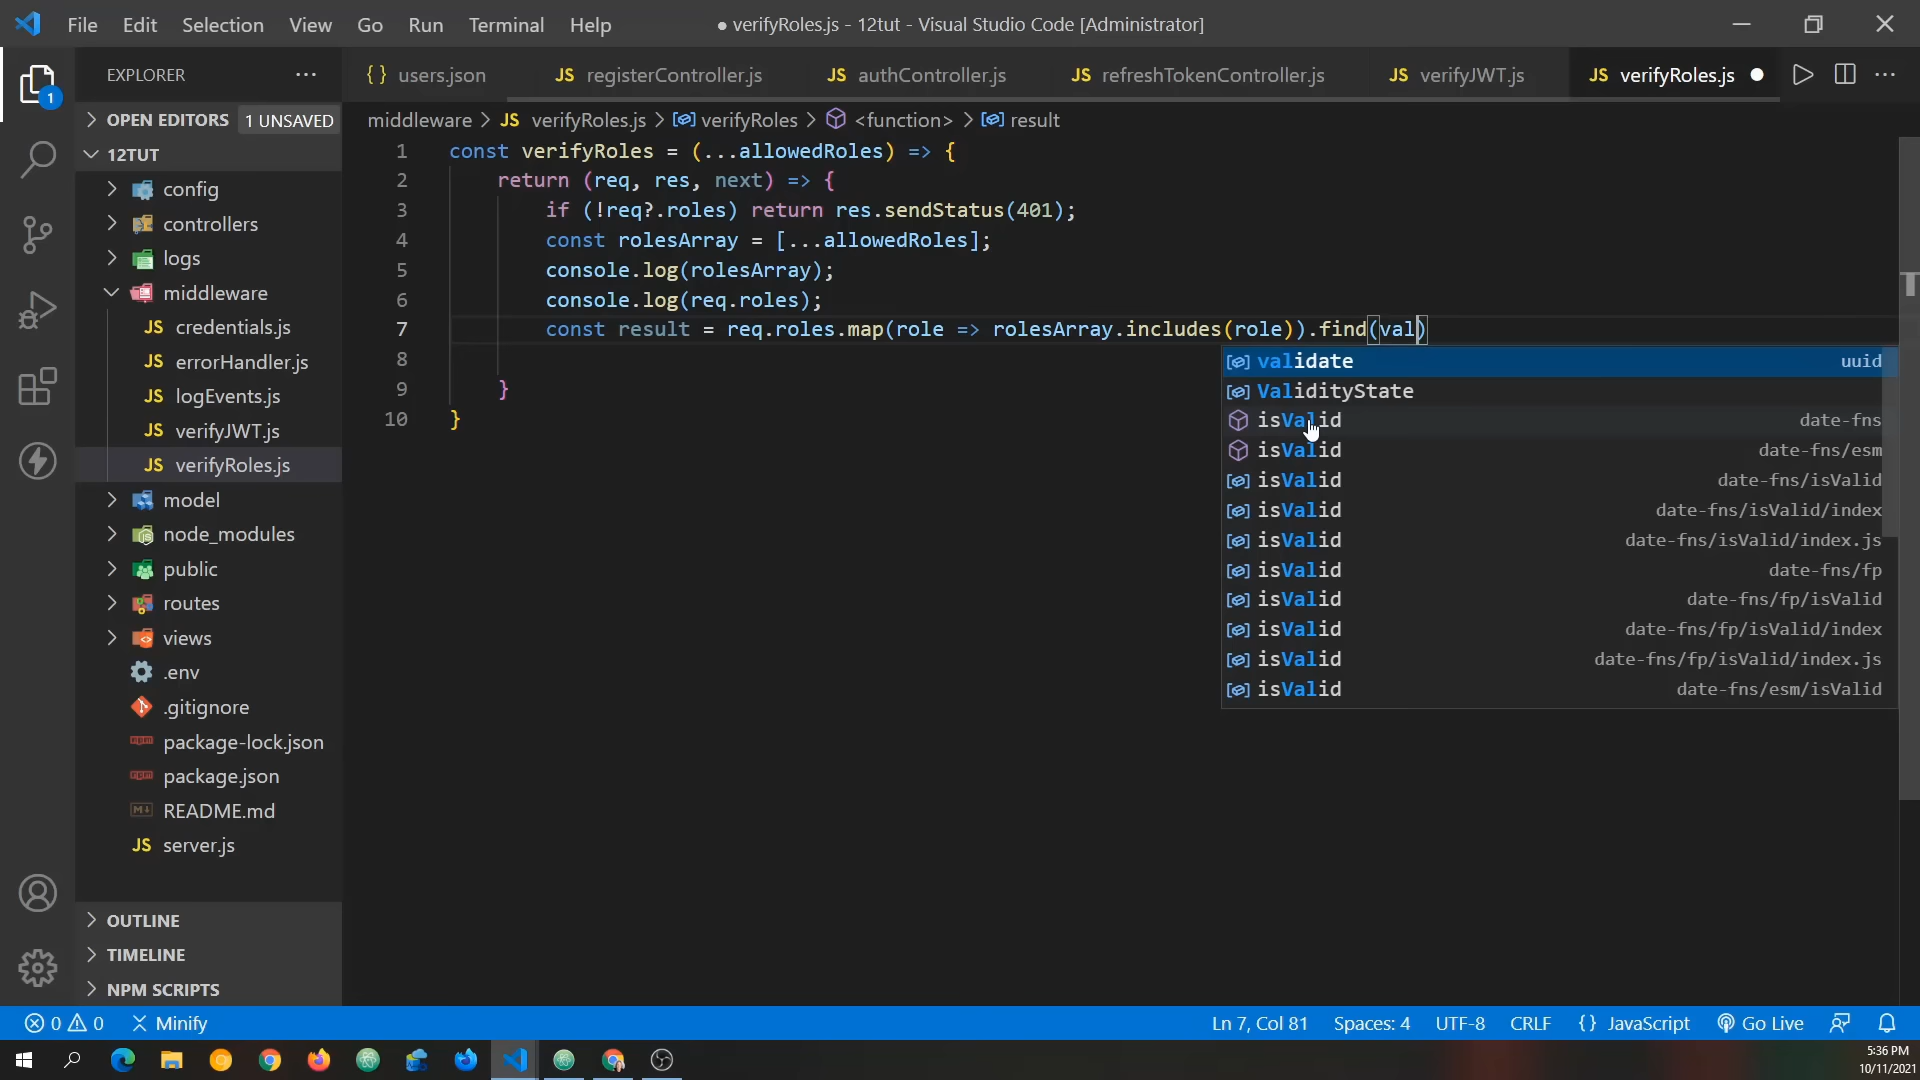 File Edit Selection View Go Run Terminal Help
● verifyRoles.js - 12tut - Visual Studio Code [Administrator]
EXPLORER ···
{ } users.json
JS registerController.js
JS authController.js
JS refreshTokenController.js
JS verifyJWT.js
JS verifyRoles.js
1
OPEN EDITORS 1 UNSAVED
12TUT
config
controllers
logs
middleware
JS credentials.js
JS errorHandler.js
JS logEvents.js
JS verifyJWT.js
JS verifyRoles.js
model
node_modules
public
routes
views
.env
.gitignore
package-lock.json
package.json
README.md
JS server.js
OUTLINE
TIMELINE
NPM SCRIPTS
middleware > JS verifyRoles.js > verifyRoles > <function> > result
1 const verifyRoles = (...allowedRoles) => {
2 return (req, res, next) => {
3 if (!req?.roles) return res.sendStatus(401);
4 const rolesArray = [...allowedRoles];
5 console.log(rolesArray);
6 console.log(req.roles);
7 const result = req.roles.map(role => rolesArray.includes(role)).find(val)
8
9 }
10 }
validate uuid
ValidityState
isValid date-fns
isValid date-fns/esm
isValid date-fns/isValid
isValid date-fns/isValid/index
isValid date-fns/isValid/index.js
isValid date-fns/fp
isValid date-fns/fp/isValid
isValid date-fns/fp/isValid/index
isValid date-fns/fp/isValid/index.js
isValid date-fns/esm/isValid
0 0 Minify
Ln 7, Col 81 Spaces: 4 UTF-8 CRLF { } JavaScript Go Live
5:36 PM
10/11/2021